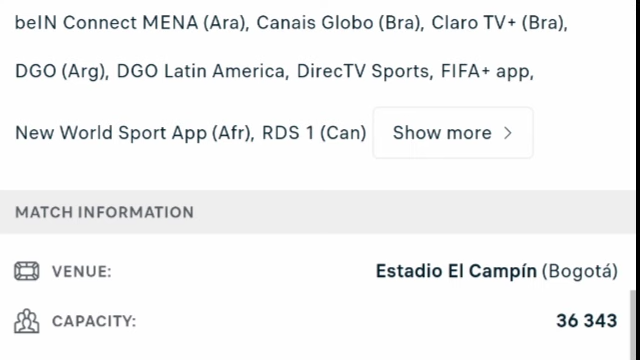 beIN Connect MENA (Ara), Canais Globo (Bra), Claro TV+ (Bra),
DGO (Arg), DGO Latin America, DirecTV Sports, FIFA+ app,
New World Sport App (Afr), RDS 1 (Can) Show more >
MATCH INFORMATION
VENUE: Estadio El Campín (Bogotá)
CAPACITY: 36 343